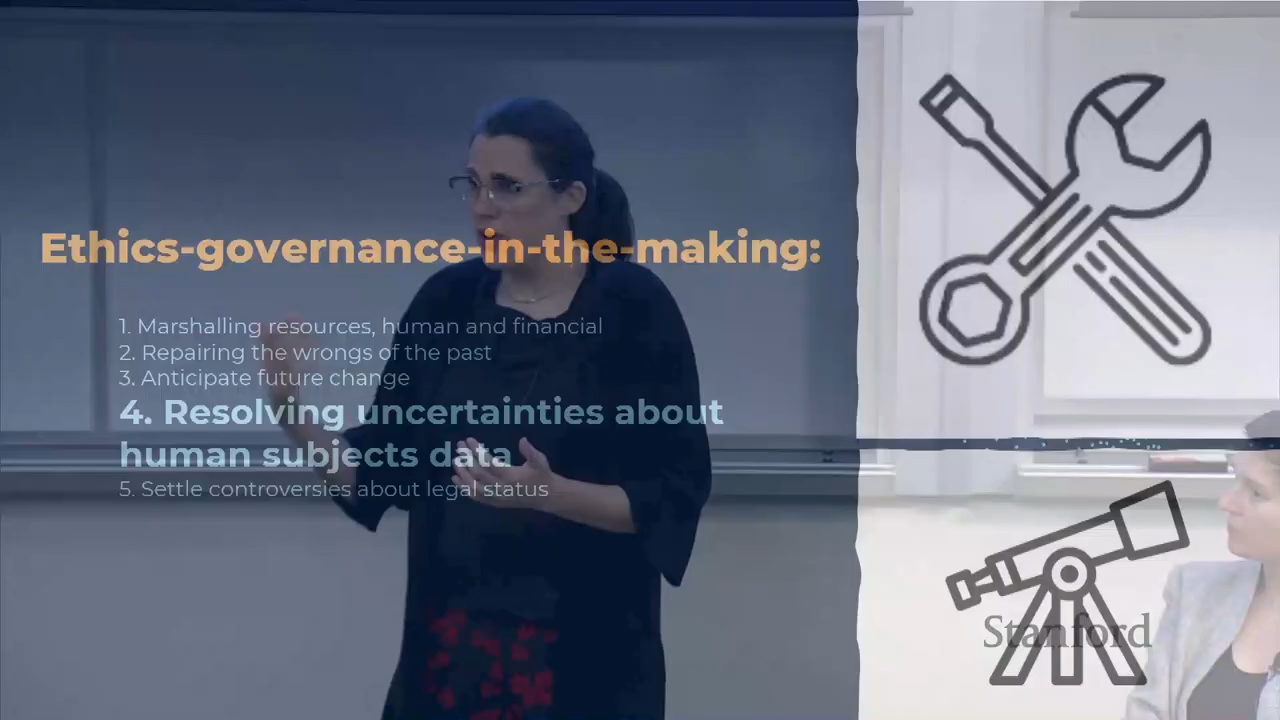 Ethics-governance-in-the-making:
1. Marshalling resources, human and financial
2. Repairing the wrongs of the past
3. Anticipate future change
4. Resolving uncertainties about
human subjects data
5. Settle controversies about legal status
Stanford